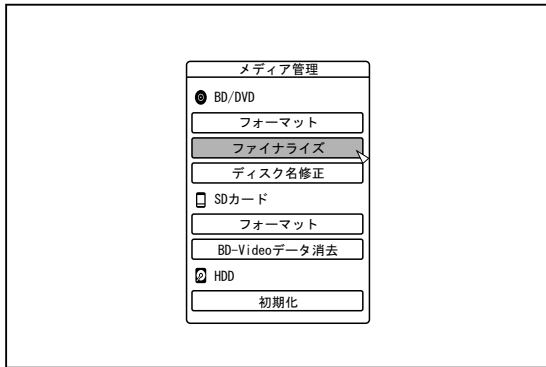 メディア管理
BD/DVD
フォーマット
ファイナライズ
ディスク名修正
SDカード
フォーマット
BD-Videoデータ消去
HDD
初期化